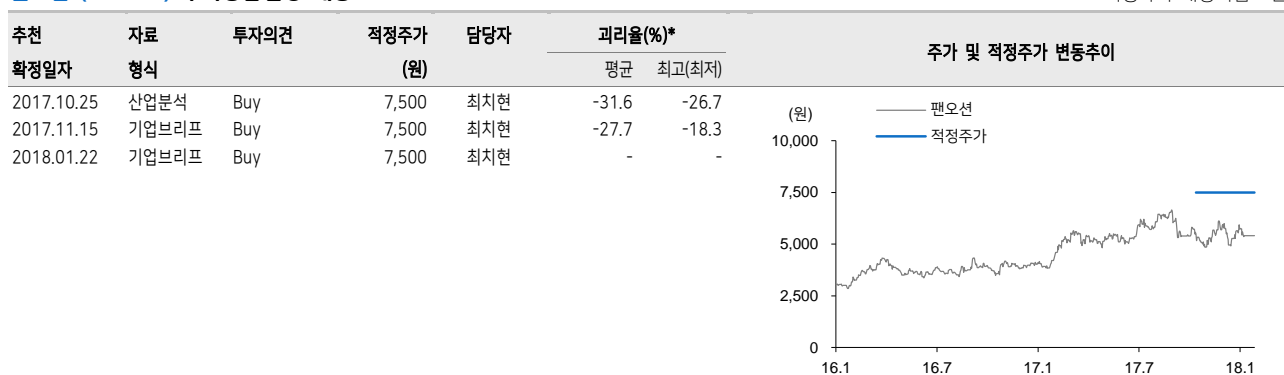 추천 자료 투자의견 적정주가 담당자 괴리율(%)* 주가 및 적정주가 변동추이
확정일자 형식 (원) 평균 최고(최저)
2017.10.25 산업분석 Buy 7,500 최치현 -31.6 -26.7
2017.11.15 기업브리프 Buy 7,500 최치현 -27.7 -18.3
2018.01.22 기업브리프 Buy 7,500 최치현 - -
(원)
팬오션
적정주가
10,000
7,500
5,000
2,500
0
16.1 16.7 17.1 17.7 18.1